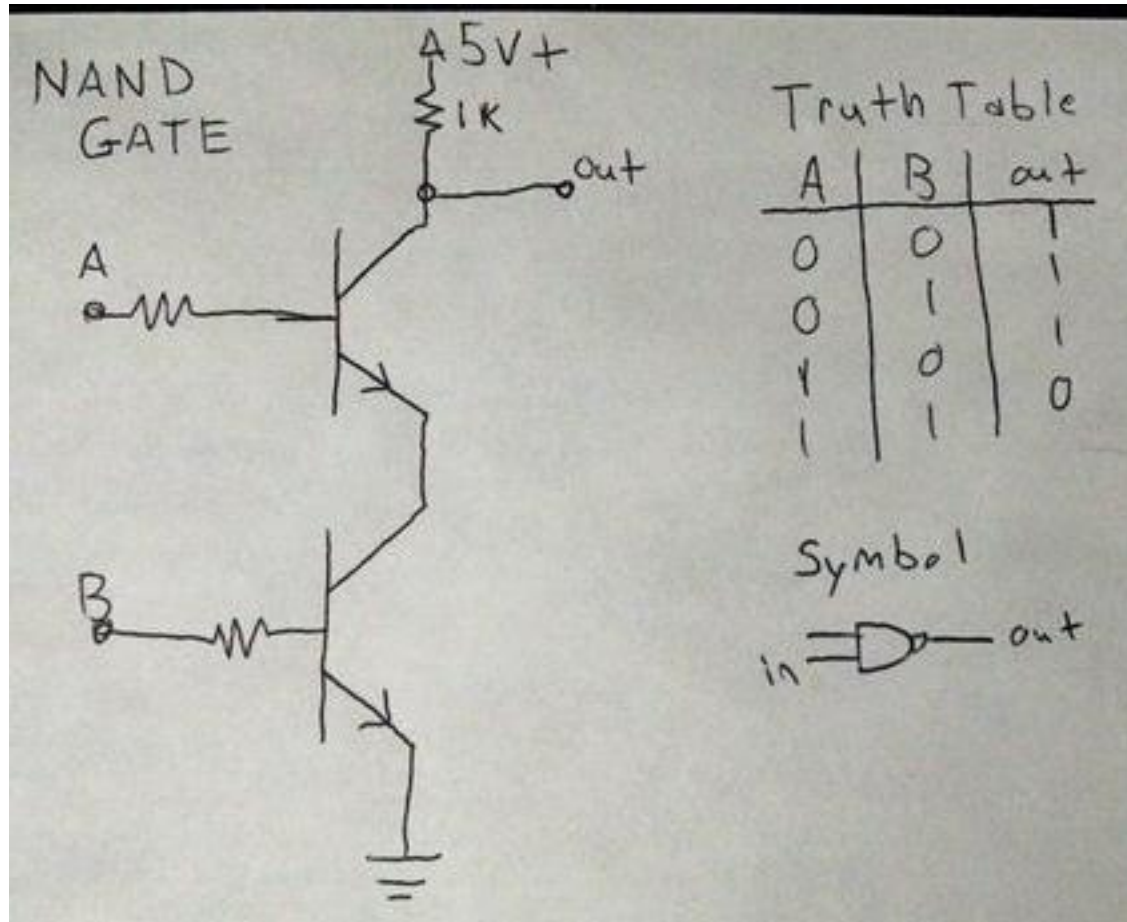 NAND
GATE
5V+
1K
out
A
B
Truth Table
A B out
0 0 1
0 1 1
1 0 1
1 1 0
Symbol
in
out